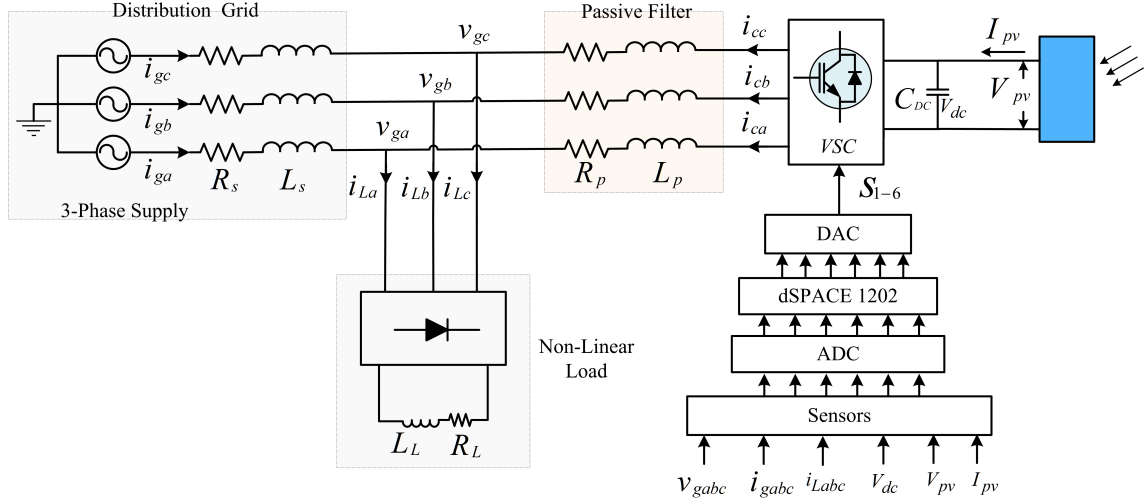 Distribution Grid
Passive Filter
v_gc
i_cc
I_pv
i_gc
v_gb
i_cb
C_DC
V_dc
V_pv
i_gb
v_ga
i_ca
VSC
i_ga
R_s
L_s
i_La
i_Lb
i_Lc
R_p
L_p
3-Phase Supply
S_1-6
DAC
dSPACE 1202
Non-Linear
Load
ADC
Sensors
L_L
R_L
v_gabc
i_gabc
i_Labc
V_dc
V_pv
I_pv